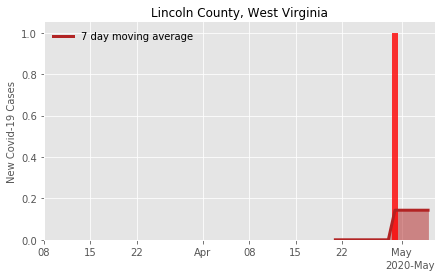 Lincoln County, West Virginia
7 day moving average
New Covid-19 Cases
1.0
0.8
0.6
0.4
0.2
0.0
08 15 22 Apr 08 15 22 May
2020-May